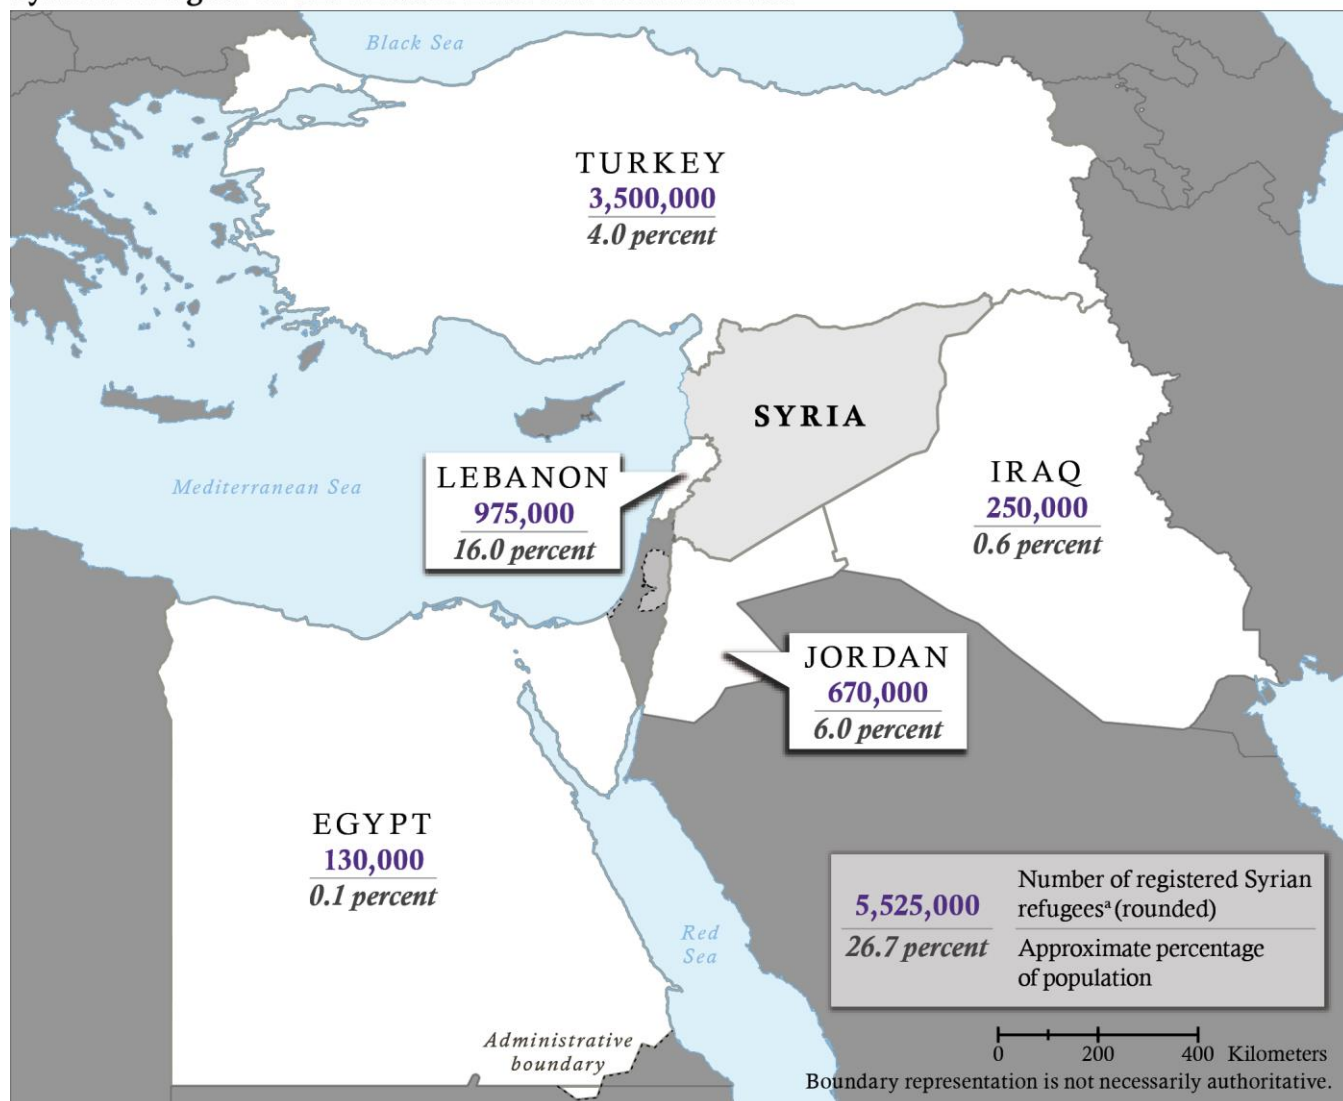 Black Sea
TURKEY
3,500,000
4.0 percent
SYRIA
LEBANON
975,000
16.0 percent
IRAQ
250,000
0.6 percent
Mediterranean Sea
JORDAN
670,000
6.0 percent
EGYPT
130,000
0.1 percent
Red
Sea
5,525,000
26.7 percent
Number of registered Syrian
refugeesᵃ (rounded)
Approximate percentage
of population
Administrative
boundary
0 200 400 Kilometers
Boundary representation is not necessarily authoritative.